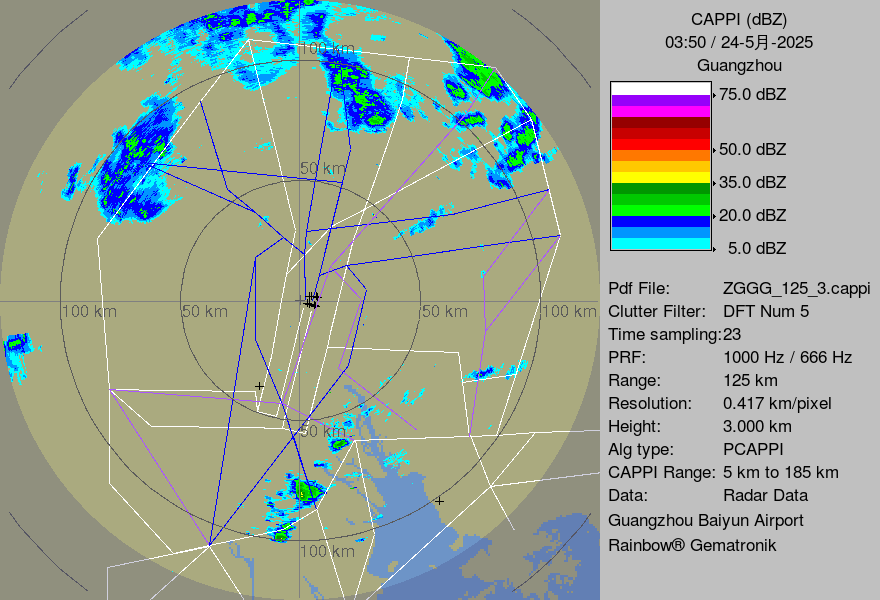 CAPPI (dBZ)
03:50 / 24-5月-2025
Guangzhou
75.0 dBZ
50.0 dBZ
35.0 dBZ
20.0 dBZ
5.0 dBZ
100 km
50 km
100 km
50 km
50 km
100 km
50 km
100 km
Pdf File: ZGGG_125_3.cappi
Clutter Filter: DFT Num 5
Time sampling:23
PRF: 1000 Hz / 666 Hz
Range: 125 km
Resolution: 0.417 km/pixel
Height: 3.000 km
Alg type: PCAPPI
CAPPI Range: 5 km to 185 km
Data: Radar Data
Guangzhou Baiyun Airport
Rainbow® Gematronik